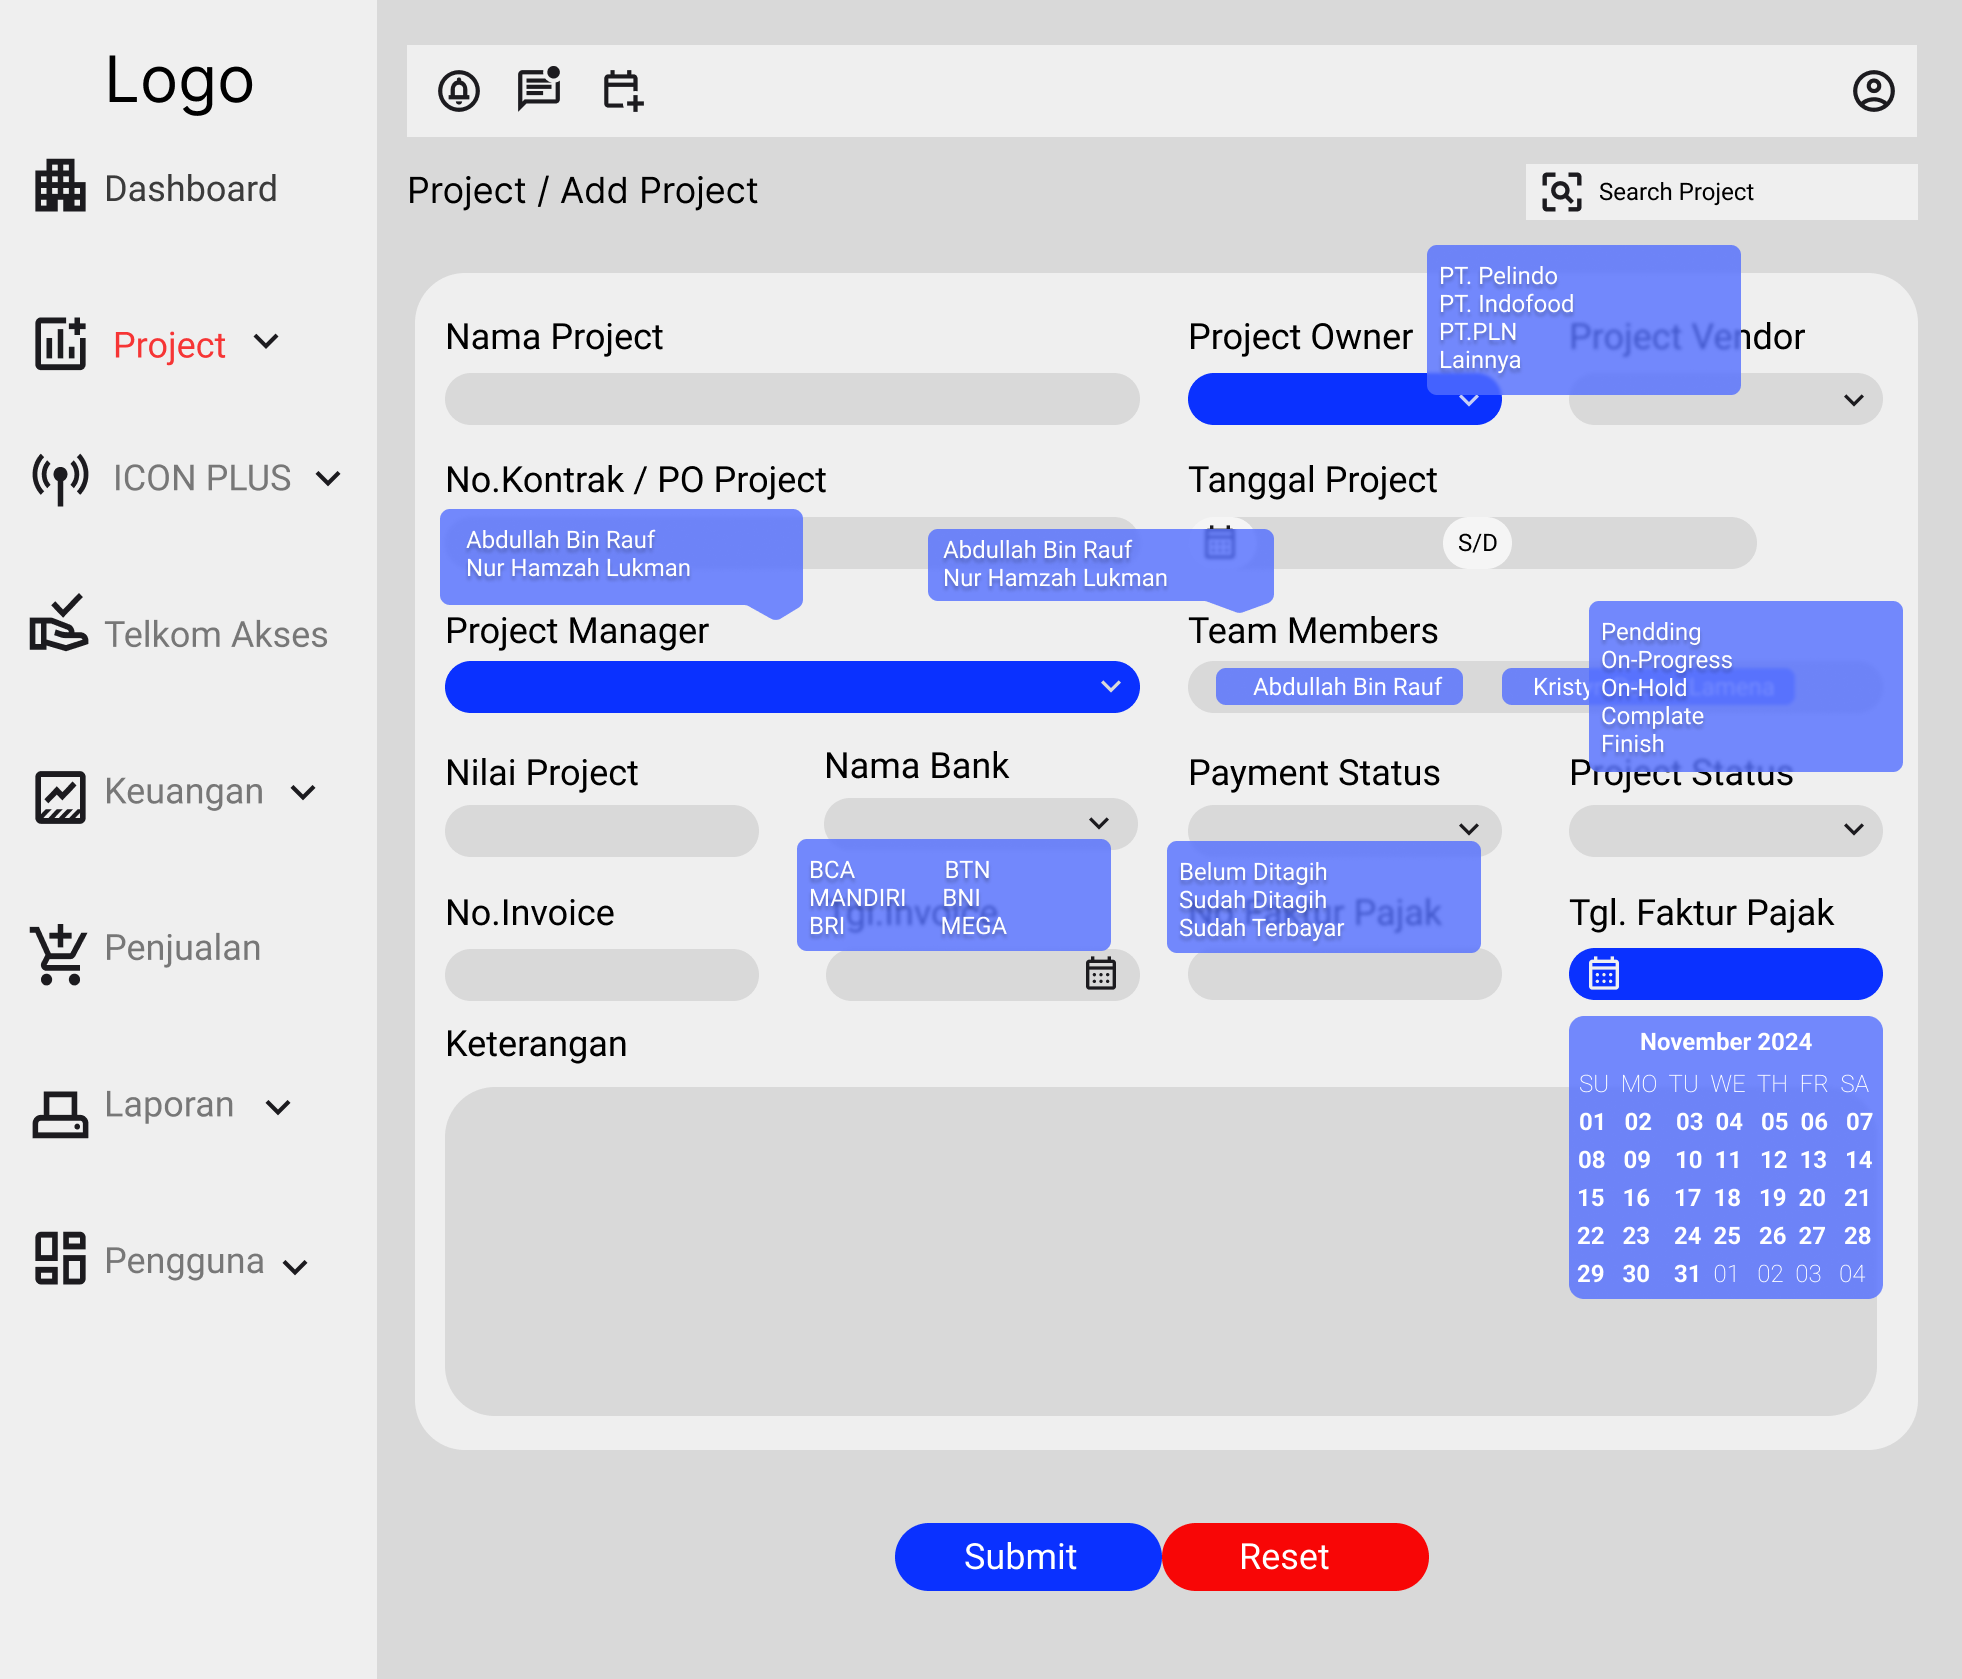 Logo
Dashboard
Project
ICON PLUS
Telkom Akses
Keuangan
Penjualan
Laporan
Pengguna
Project / Add Project
Search Project
Nama Project
Project Owner
PT. Pelindo
PT. Indofood
PT.PLN
Lainnya
Project Vendor
No.Kontrak / PO Project
Tanggal Project
S/D
Abdullah Bin Rauf
Nur Hamzah Lukman
Abdullah Bin Rauf
Nur Hamzah Lukman
Project Manager
Team Members
Abdullah Bin Rauf
Kristy Lamena
Pendding
On-Progress
On-Hold
Complate
Finish
Nilai Project
Nama Bank
Payment Status
Project Status
BCA BTN
MANDIRI BNI
BRI MEGA
Belum Ditagih
Sudah Ditagih
Sudah Terbayar
No.Invoice
Tgl.Invoice
No.Faktur Pajak
Tgl. Faktur Pajak
November 2024
SU MO TU WE TH FR SA
01 02 03 04 05 06 07
08 09 10 11 12 13 14
15 16 17 18 19 20 21
22 23 24 25 26 27 28
29 30 31 01 02 03 04
Keterangan
Submit
Reset